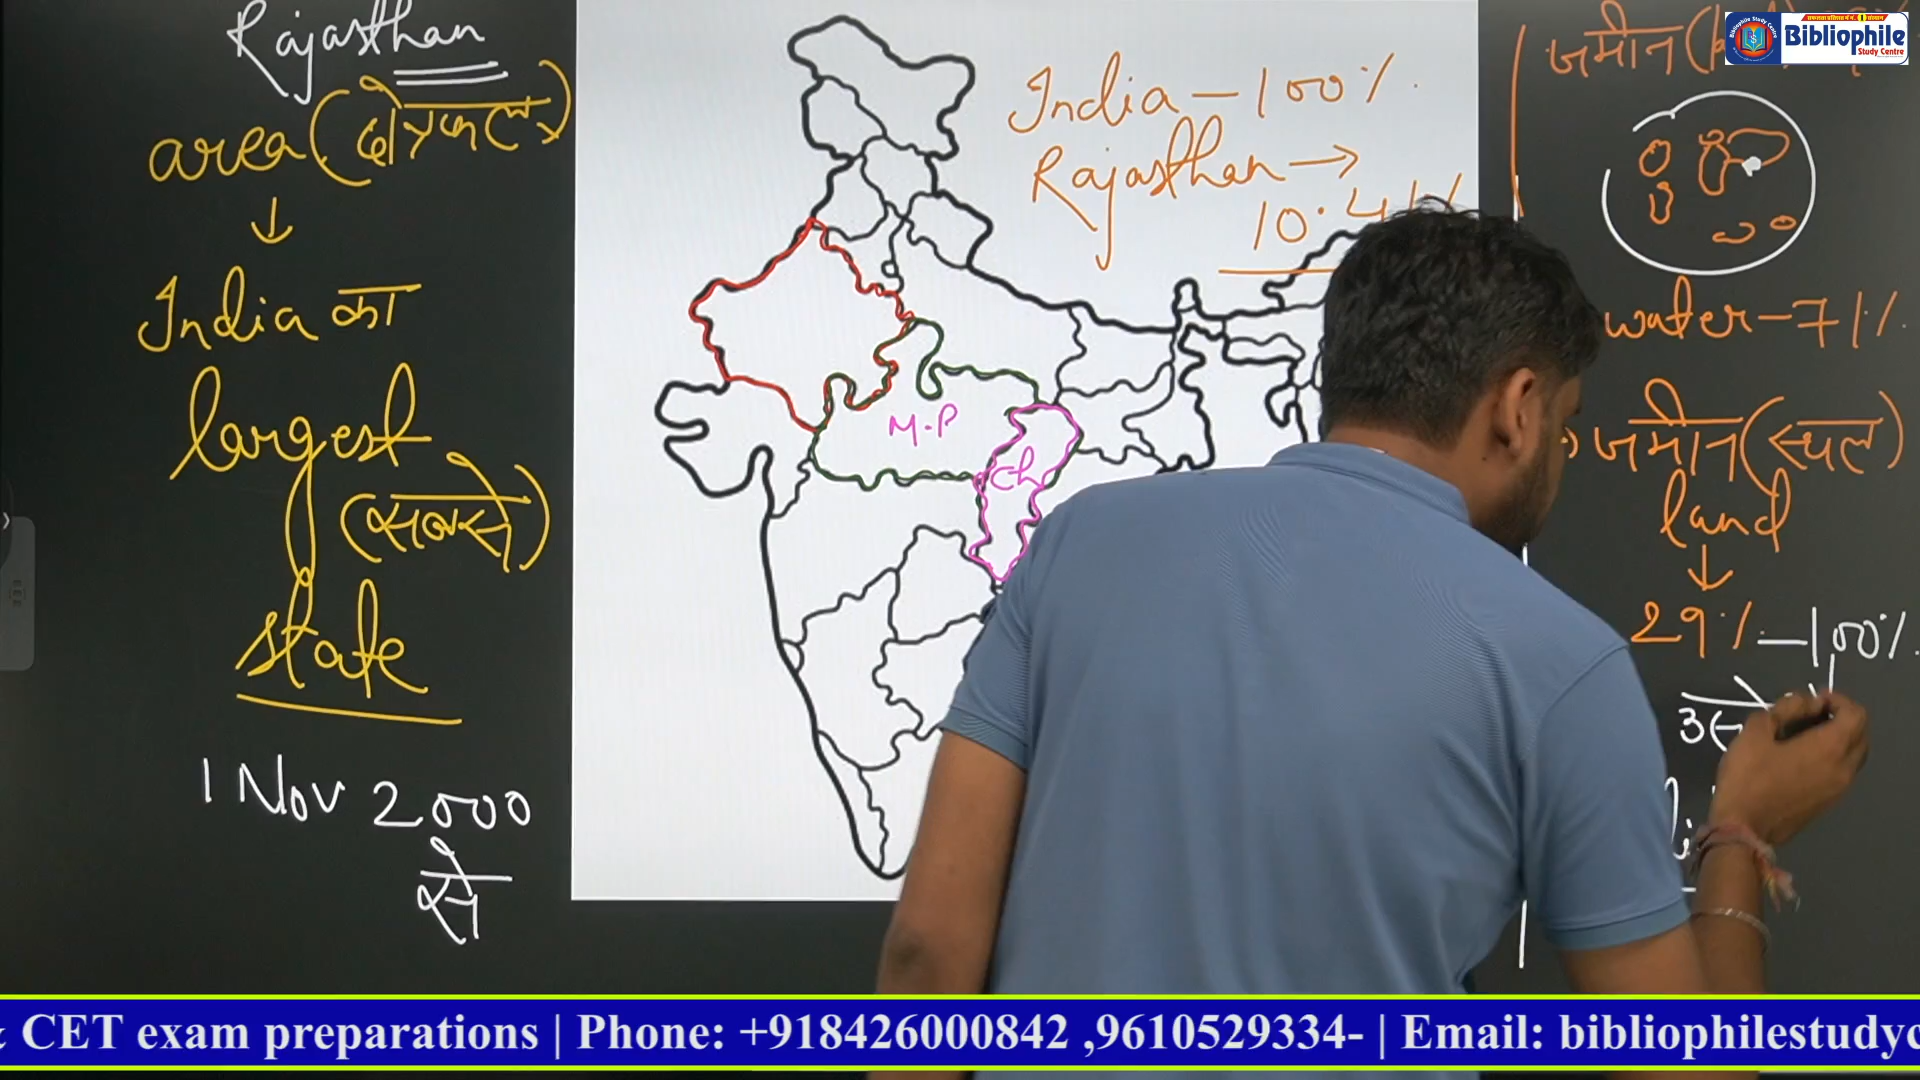 Rajasthan
area (क्षेत्रफल)
↓
India का
largest
(सबसे)
state
1 Nov 2000
से
India – 100%
Rajasthan →
10.41%
M.P
Ch
जमीन (
water – 71%
जमीन (स्थल)
land
↓
29% – 100%
Bibliophile
Study Centre
& CET exam preparations | Phone: +918426000842 ,9610529334- | Email: bibliophilestudyc